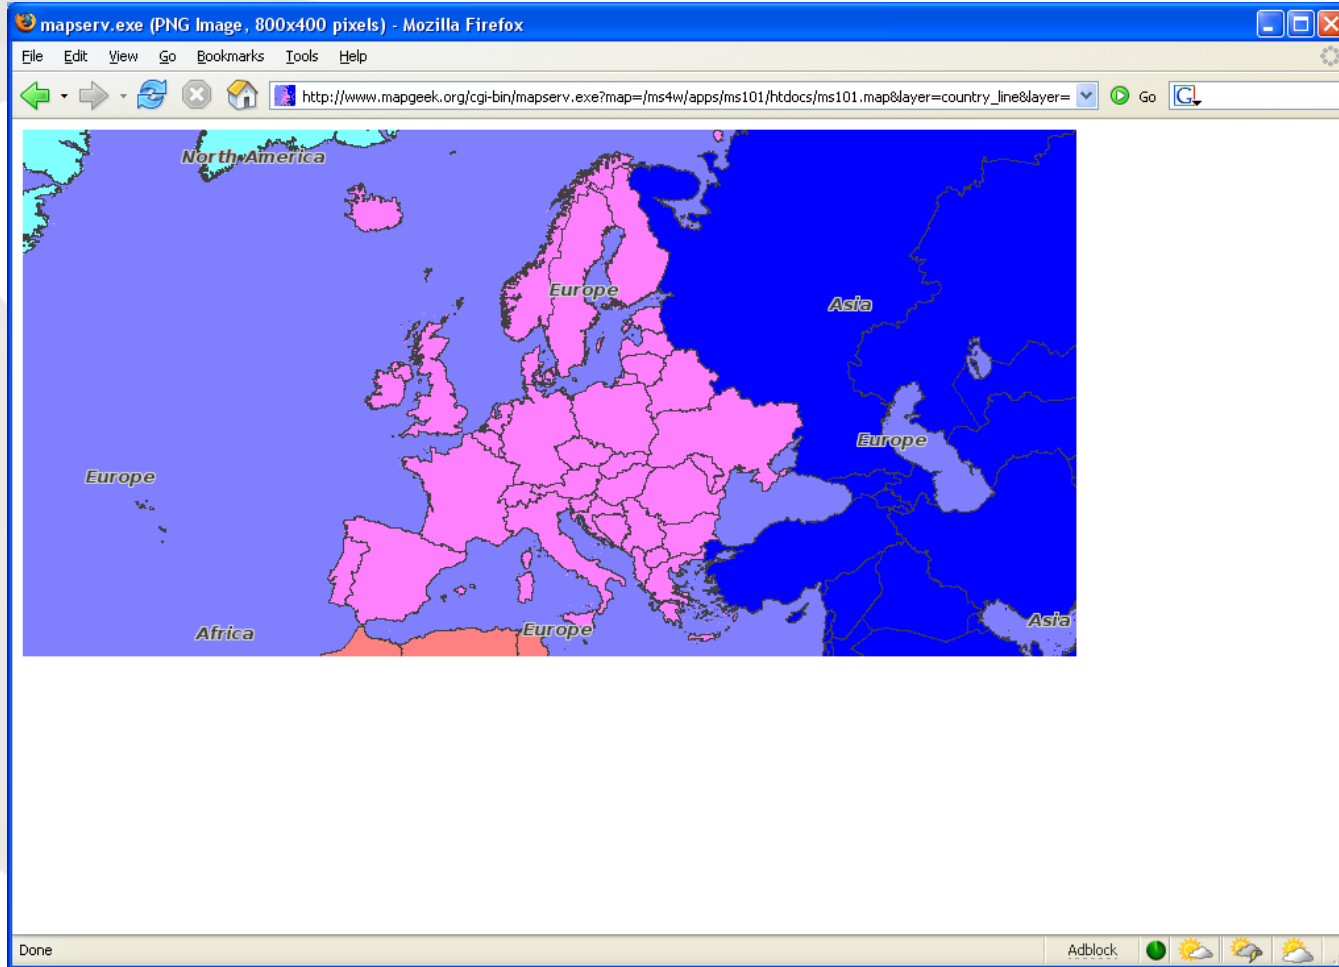 mapserv.exe (PNG Image, 800x400 pixels) - Mozilla Firefox
File Edit View Go Bookmarks Tools Help
http://www.mapgeek.org/cgi-bin/mapserv.exe?map=/ms4w/apps/ms101/htdocs/ms101.map&layer=country_line&layer= Go G
North America
Europe
Asia
Europe
Europe
Asia
Europe
Africa
Done Adblock